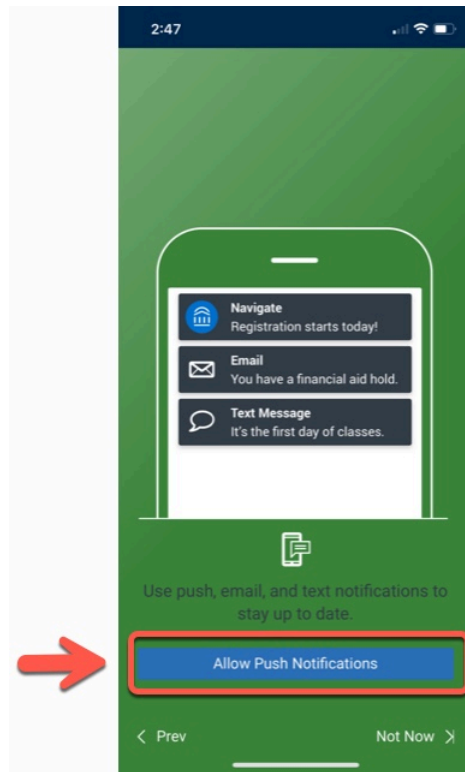 2:47
Navigate
Registration starts today!
Email
You have a financial aid hold.
Text Message
It's the first day of classes.
Use push, email, and text notifications to
stay up to date.
Allow Push Notifications
Prev
Not Now